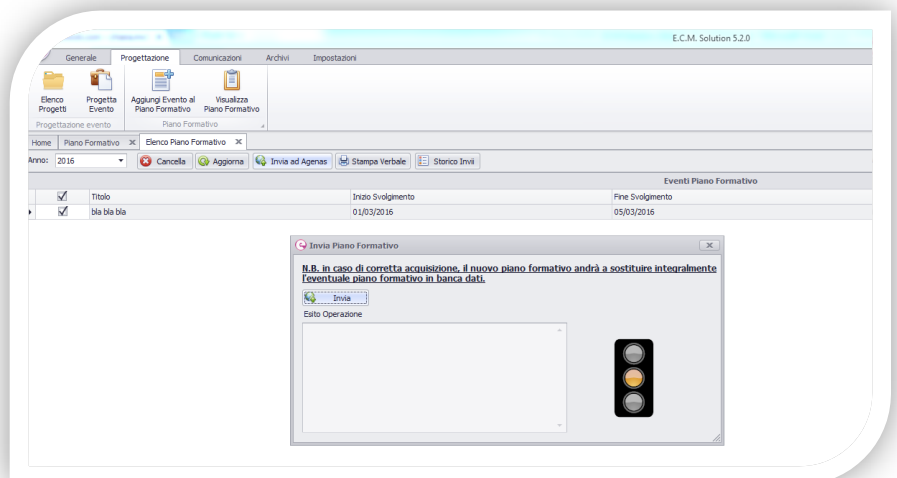 E.C.M. Solution 5.2.0
Generale Progettazione Comunicazioni Archivi Impostazioni
Elenco Progetti
Progetta Evento
Aggiungi Evento al Piano Formativo
Visualizza Piano Formativo
Progettazione evento Piano Formativo
Home Piano Formativo Elenco Piano Formativo
Anno: 2016 Cancella Aggiorna Invia ad Agenas Stampa Verbale Storico Invii
Eventi Piano Formativo
Titolo Inizio Svolgimento Fine Svolgimento
bla bla bla 01/03/2016 05/03/2016
Invia Piano Formativo
N.B. in caso di corretta acquisizione, il nuovo piano formativo andrà a sostituire integralmente
l'eventuale piano formativo in banca dati.
Invia
Esito Operazione